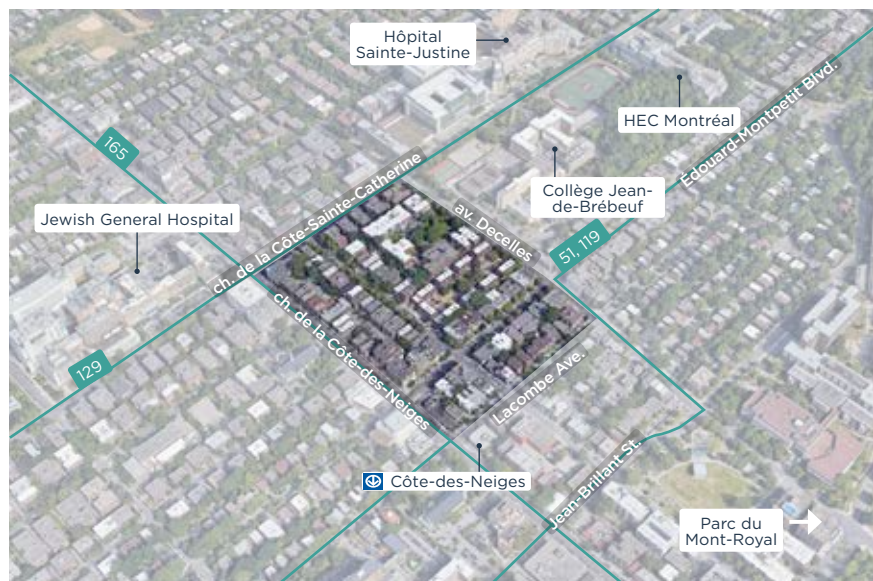 Hôpital
Sainte-Justine
HEC Montréal
Édouard-Montpetit Blvd.
165
ch. de la Côte-Sainte-Catherine
Collège Jean-
de-Brébeuf
Jewish General Hospital
av. Decelles
51, 119
ch. de la Côte-des-Neiges
129
Lacombe Ave.
Côte-des-Neiges
Jean-Brillant St.
Parc du
Mont-Royal